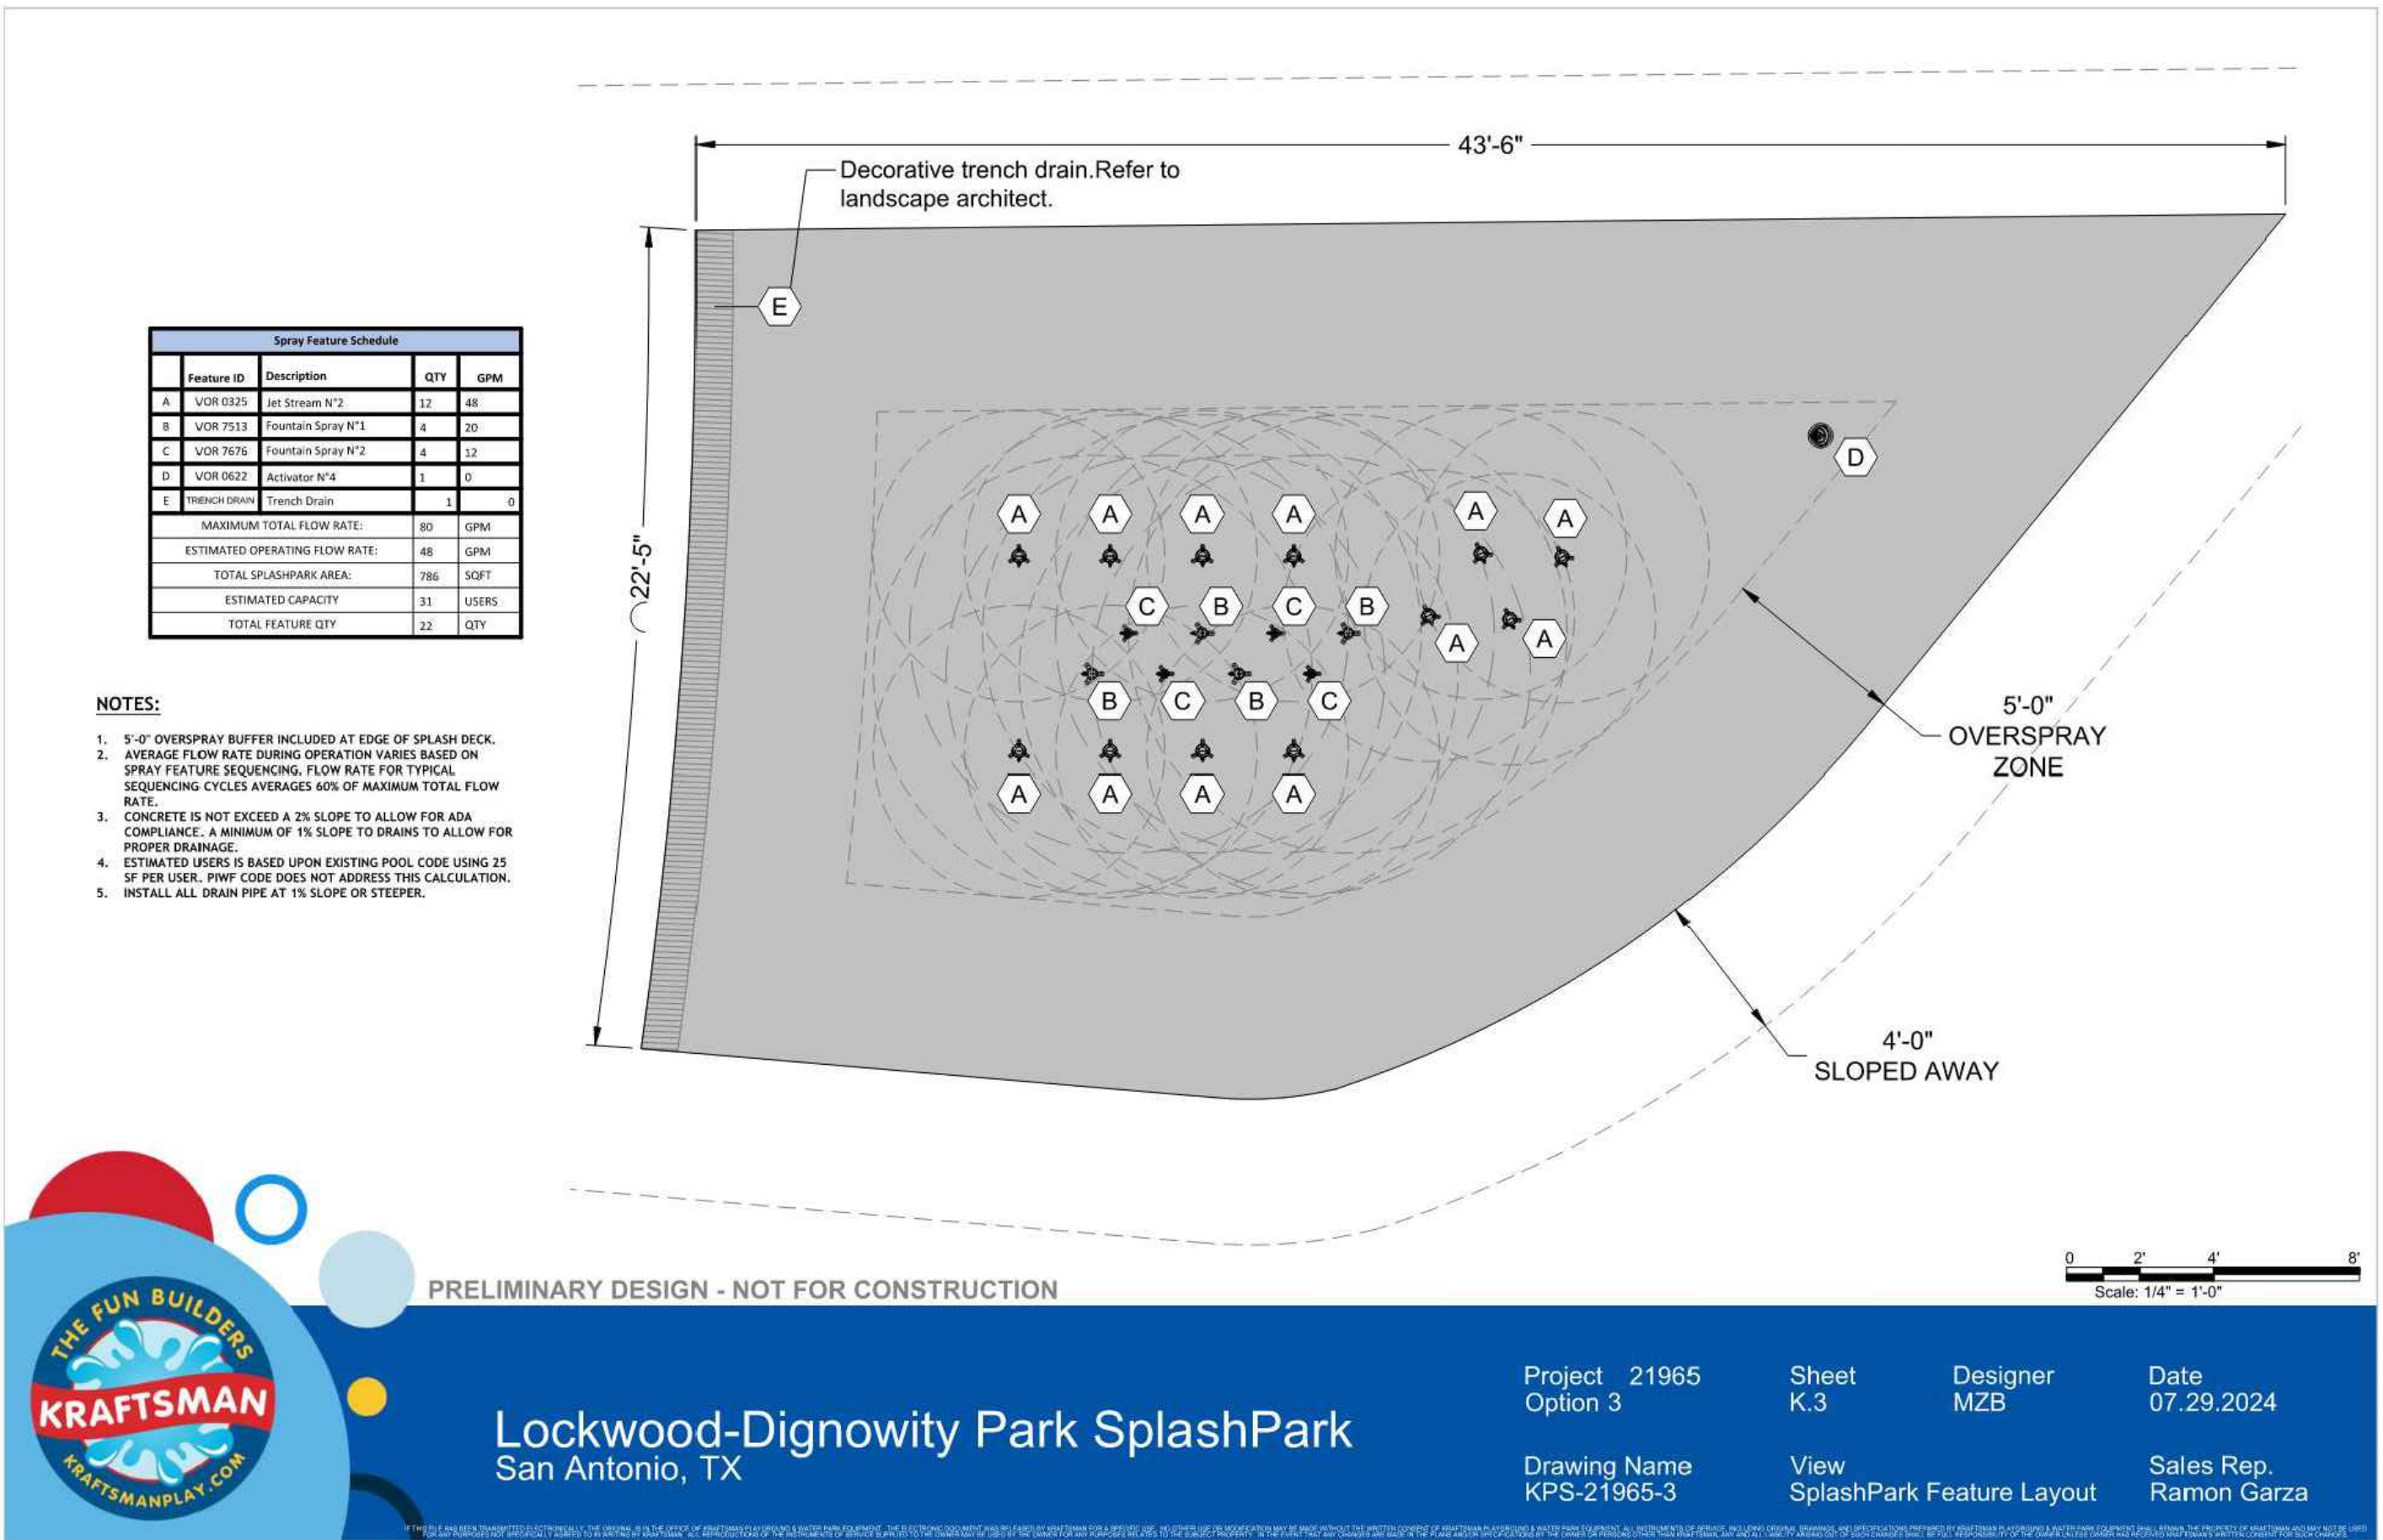 43'-6"
Decorative trench drain.Refer to
landscape architect.
E
22'-5"
Spray Feature Schedule
Feature ID Description QTY GPM
A VOR 0325 Jet Stream N°2 12 48
B VOR 7513 Fountain Spray N°1 4 20
C VOR 7676 Fountain Spray N°2 4 12
D VOR 0622 Activator N°4 1 0
E TRENCH DRAIN Trench Drain 1 0
MAXIMUM TOTAL FLOW RATE: 80 GPM
ESTIMATED OPERATING FLOW RATE: 48 GPM
TOTAL SPLASHPARK AREA: 786 SQFT
ESTIMATED CAPACITY 31 USERS
TOTAL FEATURE QTY 22 QTY
D
A A A A A A
C B C B A A
B C B C
A A A A
NOTES:
1. 5'-0" OVERSPRAY BUFFER INCLUDED AT EDGE OF SPLASH DECK.
2. AVERAGE FLOW RATE DURING OPERATION VARIES BASED ON
SPRAY FEATURE SEQUENCING. FLOW RATE FOR TYPICAL
SEQUENCING CYCLES AVERAGES 60% OF MAXIMUM TOTAL FLOW
RATE.
3. CONCRETE IS NOT EXCEED A 2% SLOPE TO ALLOW FOR ADA
COMPLIANCE. A MINIMUM OF 1% SLOPE TO DRAINS TO ALLOW FOR
PROPER DRAINAGE.
4. ESTIMATED USERS IS BASED UPON EXISTING POOL CODE USING 25
SF PER USER. PIWF CODE DOES NOT ADDRESS THIS CALCULATION.
5. INSTALL ALL DRAIN PIPE AT 1% SLOPE OR STEEPER.
5'-0"
OVERSPRAY
ZONE
4'-0"
SLOPED AWAY
0 2' 4' 8'
Scale: 1/4" = 1'-0"
PRELIMINARY DESIGN - NOT FOR CONSTRUCTION
THE FUN BUILDERS
KRAFTSMAN
KRAFTSMANPLAY.COM
Lockwood-Dignowity Park SplashPark
San Antonio, TX
Project 21965
Option 3
Sheet
K.3
Designer
MZB
Date
07.29.2024
Drawing Name
KPS-21965-3
View
SplashPark Feature Layout
Sales Rep.
Ramon Garza